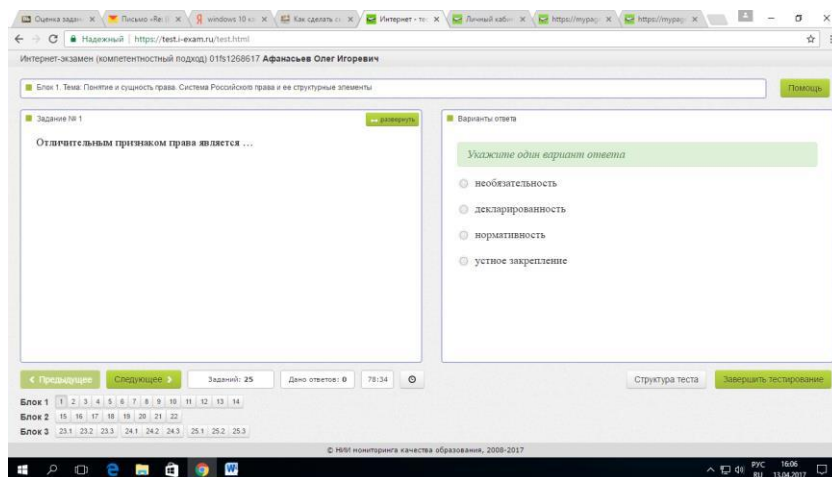 Оценка задан
Письмо «Re:
windows 10
Как сделать
Интернет - те
Личный каби
https://mypag
https://mypag
Надежный | https://test.i-exam.ru/test.html
Интернет-экзамен (компетентностный подход) 01fs1268617 Афанасьев Олег Игоревич
Блок 1. Тема: Понятие и сущность права. Система Российского права и ее структурные элементы
Помощь
Задание № 1
развернуть
Отличительным признаком права является …
Варианты ответа
Укажите один вариант ответа
необязательность
декларированность
нормативность
устное закрепление
Предыдущее
Следующее
Заданий: 25
Дано ответов: 0
78:34
Структура теста
Завершить тестирование
Блок 1 1 2 3 4 5 6 7 8 9 10 11 12 13 14
Блок 2 15 16 17 18 19 20 21 22
Блок 3 23.1 23.2 23.3 24.1 24.2 24.3 25.1 25.2 25.3
© НИИ мониторинга качества образования, 2008-2017
РУС 16:06
RU 13.04.2017